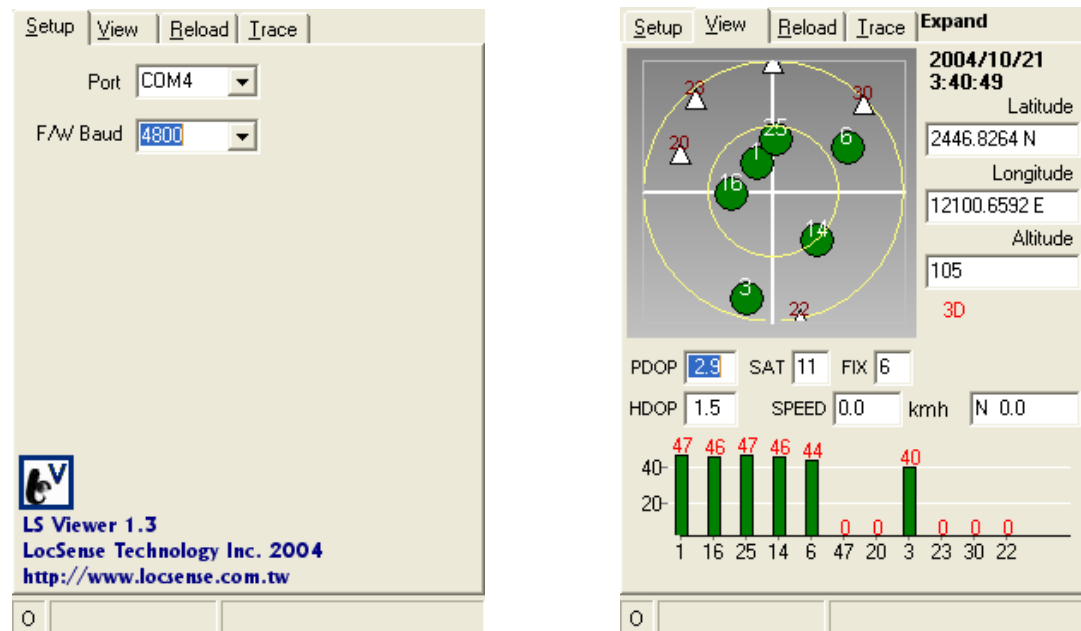 Setup View Reload Trace
Port COM4
F/W Baud 4800
V
LS Viewer 1.3
LocSense Technology Inc. 2004
http://www.locsense.com.tw
O
Setup View Reload Trace Expand
2004/10/21
3:40:49
Latitude
2446.8264 N
Longitude
12100.6592 E
Altitude
105
3D
23
30
25
6
20
1
16
14
3
22
PDOP 2.9 SAT 11 FIX 6
HDOP 1.5 SPEED 0.0 kmh N 0.0
47 46 47 46 44 0 0 40 0 0 0
40
20
1 16 25 14 6 47 20 3 23 30 22
O